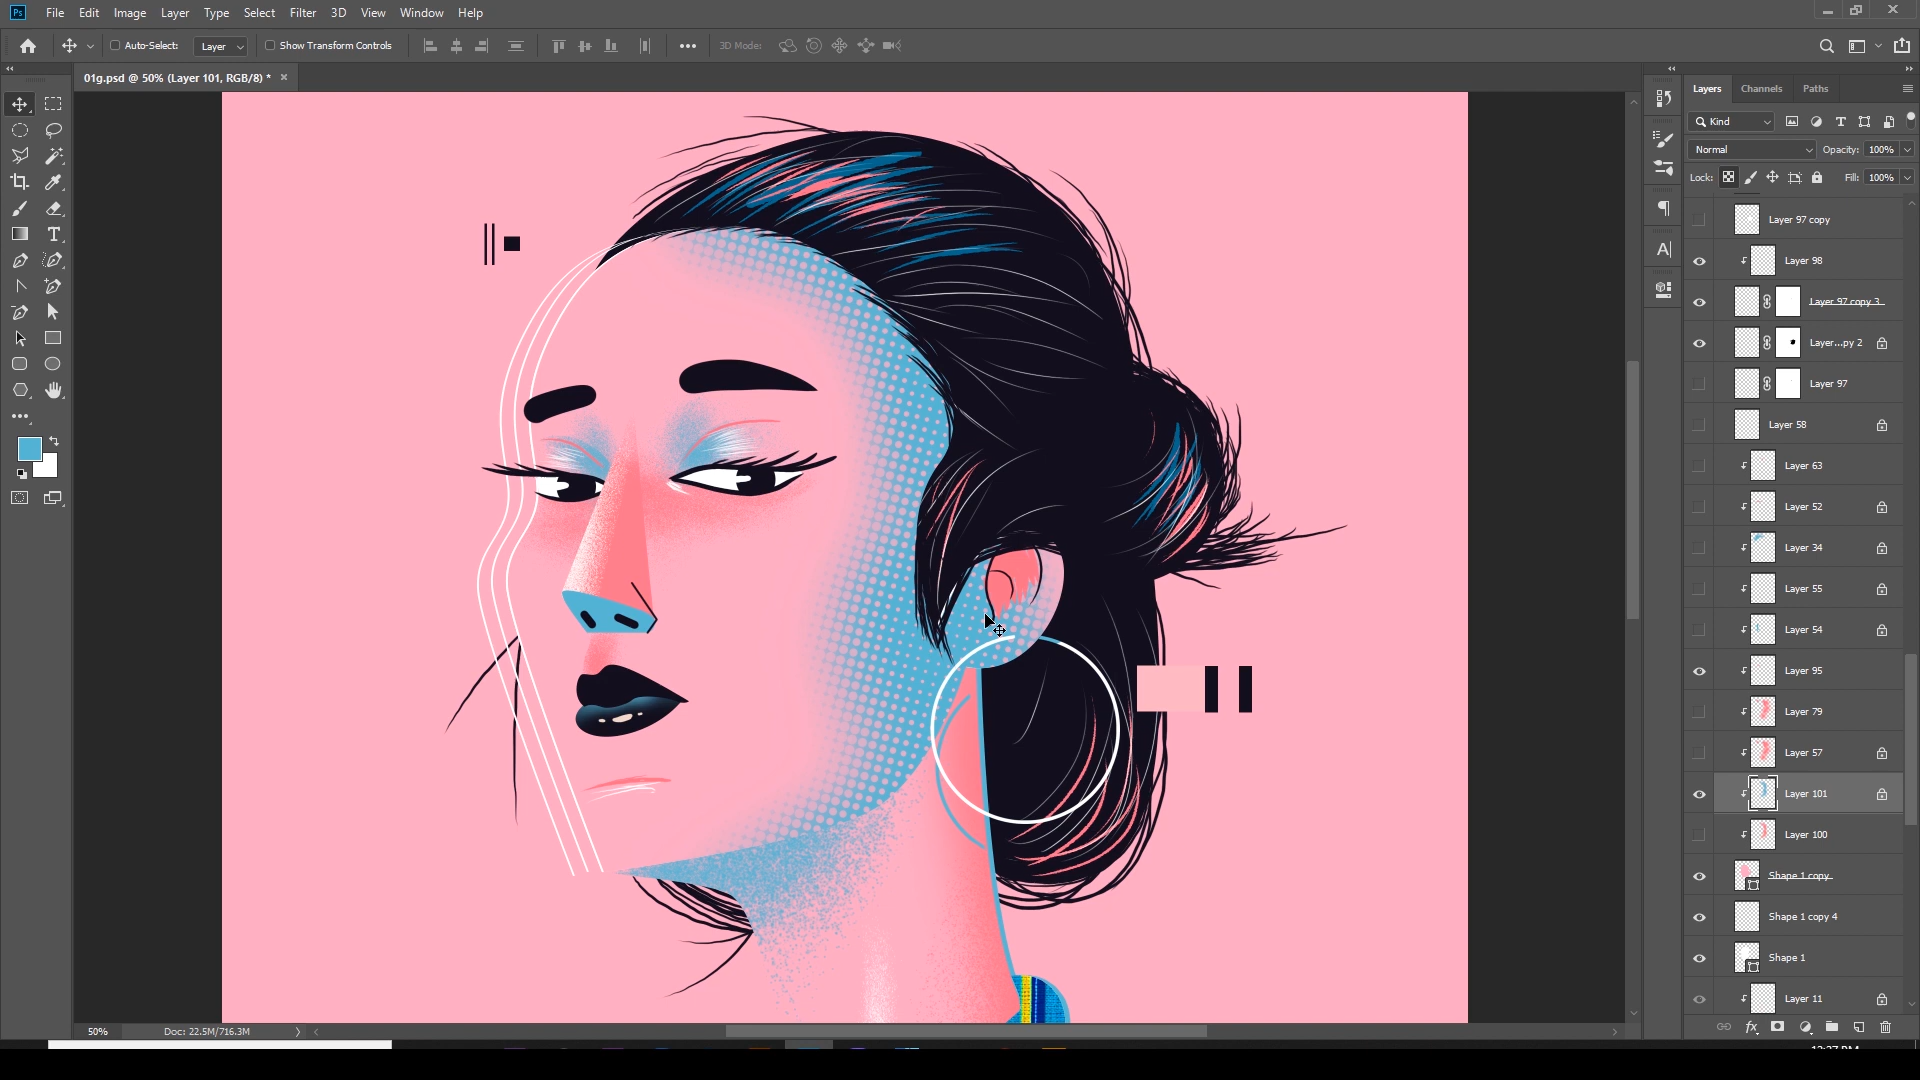 Ps File Edit Image Layer Type Select Filter 3D View Window Help
Auto-Select: Layer Show Transform Controls 3D Mode:
01g.psd @ 50% (Layer 101, RGB/8) *
Layers Channels Paths
Kind
Normal Opacity: 100%
Lock: Fill: 100%
Layer 97 copy
Layer 98
Layer 97 copy 3
Layer...py 2
Layer 97
Layer 58
Layer 63
Layer 52
Layer 34
Layer 55
Layer 54
Layer 95
Layer 79
Layer 57
Layer 101
Layer 100
Shape 1 copy
Shape 1 copy 4
Shape 1
Layer 11
50% Doc: 22.5M/716.3M